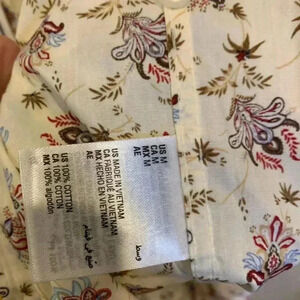 US M
CA M
MX M
AE وسط
US MADE IN VIETNAM
CA FABRIQUÉ AU VIETNAM
MX HECHO EN VIETNAM
AE صنع في فيتنام
US 100% COTTON
CA 100% COTON
MX 100% algodón